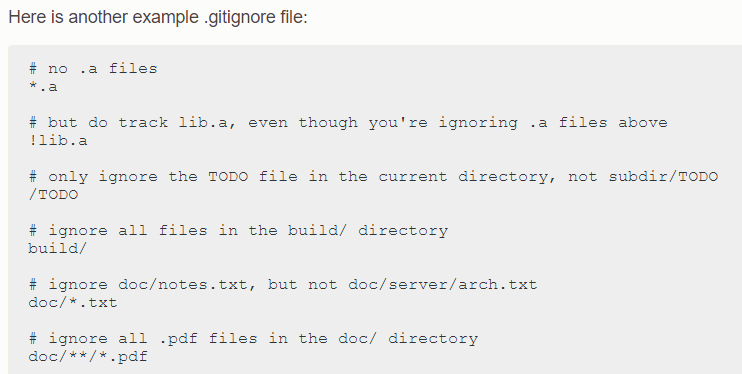 Here is another example .gitignore file:
# no .a files
*.a
# but do track lib.a, even though you're ignoring .a files above
!lib.a
# only ignore the TODO file in the current directory, not subdir/TODO
/TODO
# ignore all files in the build/ directory
build/
# ignore doc/notes.txt, but not doc/server/arch.txt
doc/*.txt
# ignore all .pdf files in the doc/ directory
doc/**/*.pdf